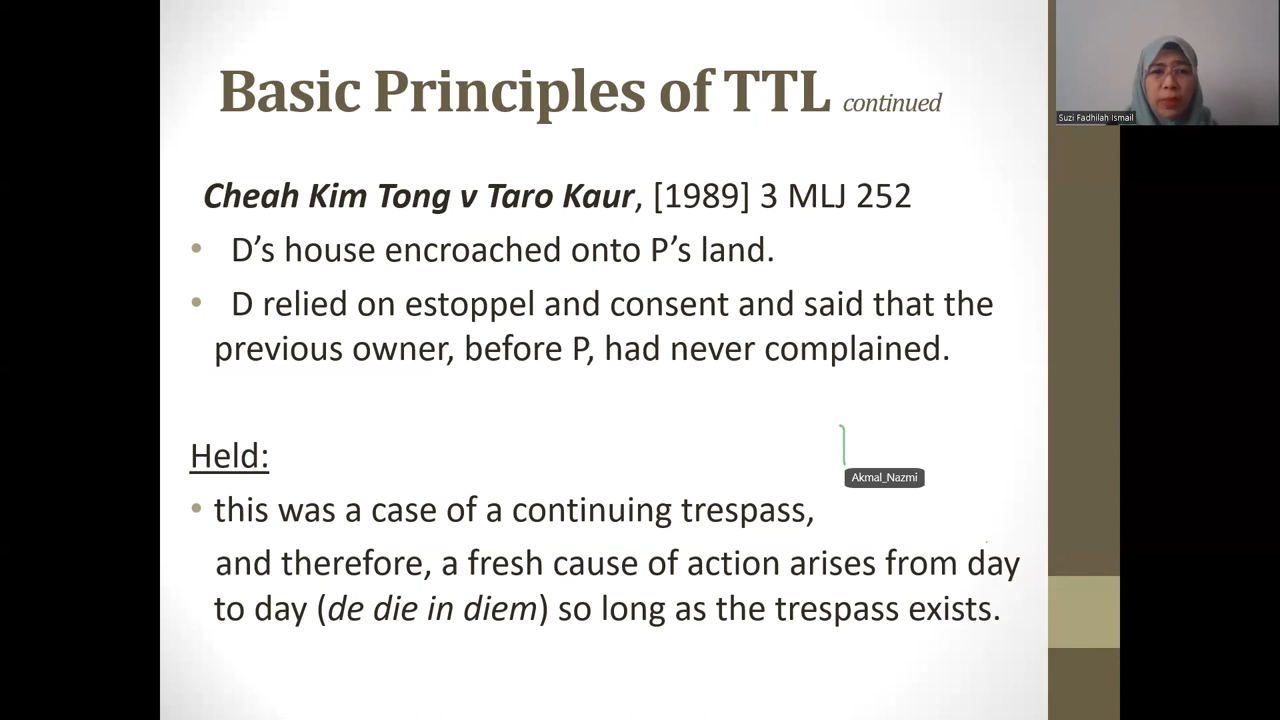 Basic Principles of TTL continued
Suzi Fadhilah Ismail
Cheah Kim Tong v Taro Kaur, [1989] 3 MLJ 252
• D’s house encroached onto P’s land.
• D relied on estoppel and consent and said that the
previous owner, before P, had never complained.
Held:
Akmal_Nazmi
• this was a case of a continuing trespass,
and therefore, a fresh cause of action arises from day
to day (de die in diem) so long as the trespass exists.